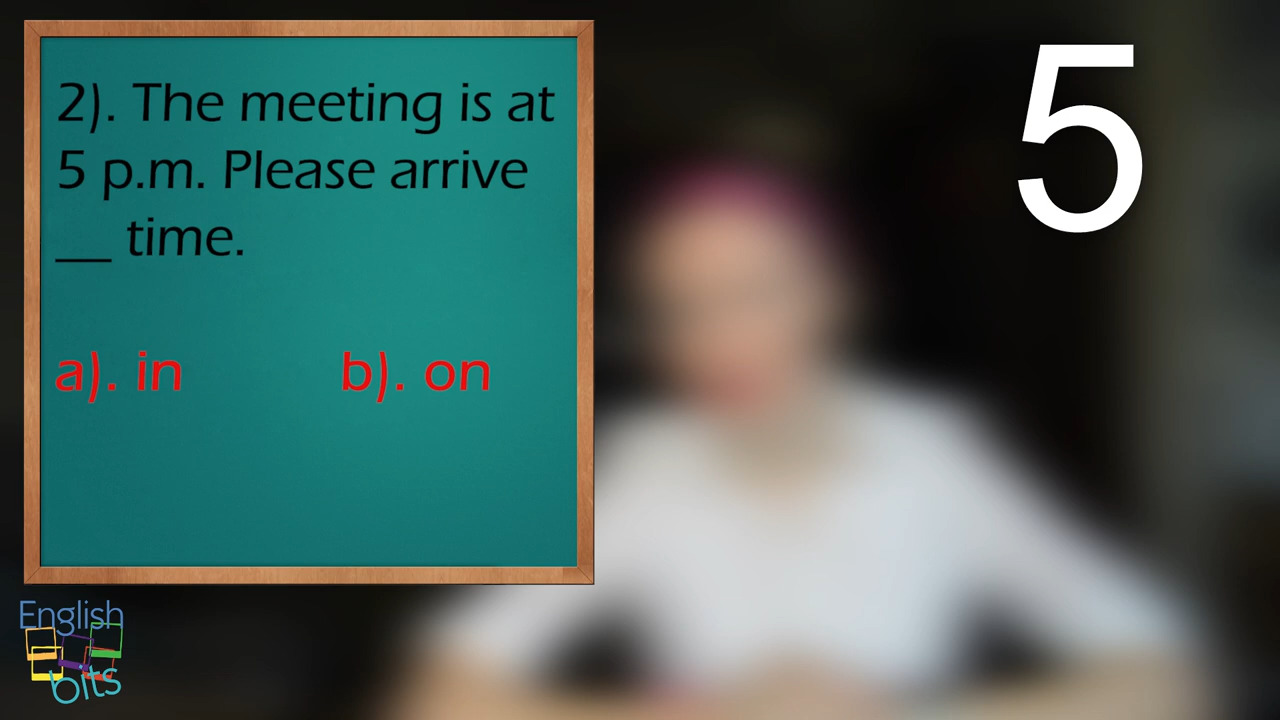 2). The meeting is at
5 p.m. Please arrive
__ time.
a). in b). on
5
English
bits